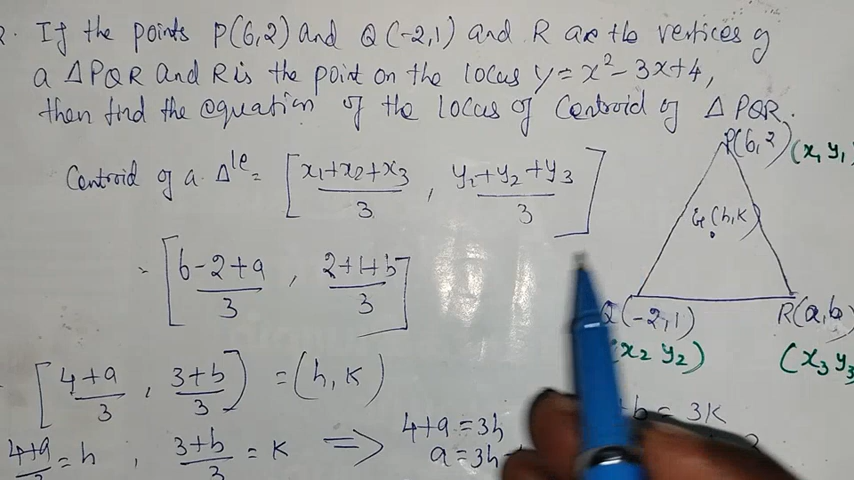 2. If the points P(6,2) and Q(-2,1) and R are the vertices of
a ΔPQR and R is the point on the locus y = x² - 3x + 4,
then find the equation of the locus of Centroid of ΔPQR.
Centroid of a Δle = [x₁+x₂+x₃/3 , y₁+y₂+y₃/3]
P(6,2) (x₁ y₁)
G(h,k)
= [6-2+a/3 , 2+1+b/3]
Q(-2,1) R(a,b)
(x₂ y₂) (x₃ y₃)
[4+a/3 , 3+b/3) = (h, k)
4+a/3 = h , 3+b/3 = k ⇒ 4+a = 3h
a = 3h
+b = 3k